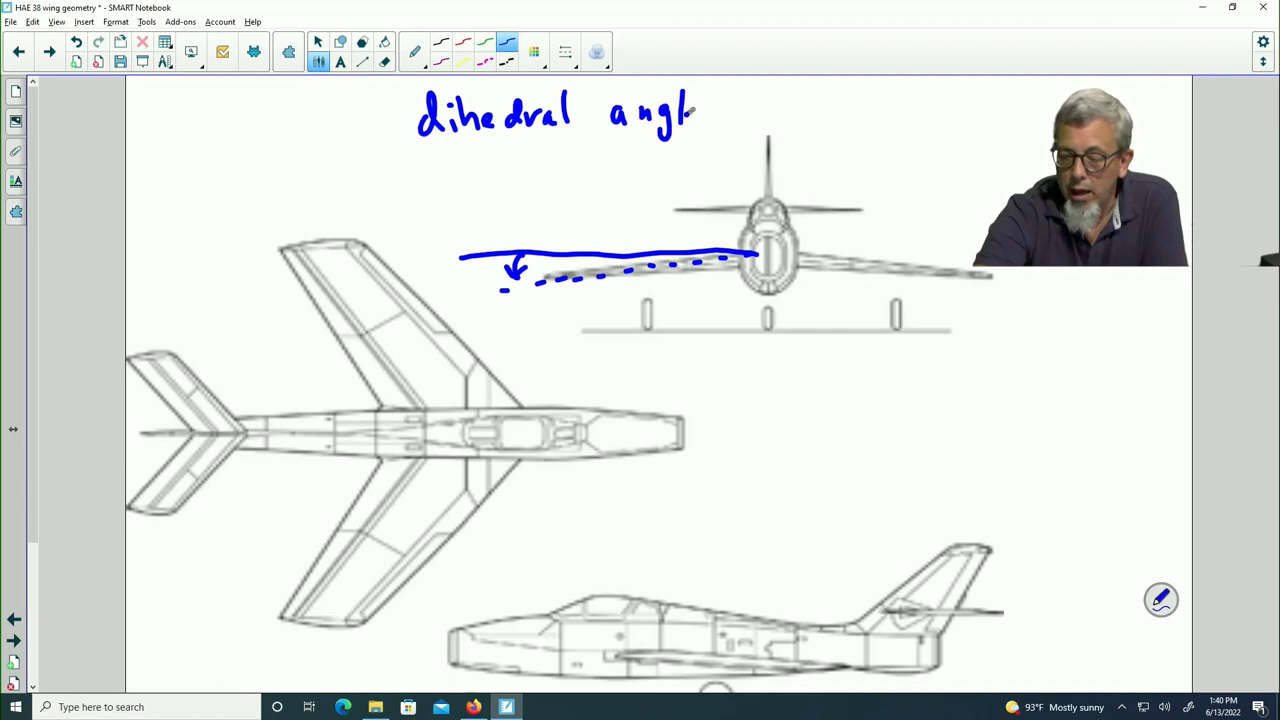 HAE 38 wing geometry * - SMART Notebook
File Edit View Insert Format Tools Add-ons Account Help
dihedral angl
Type here to search
93°F Mostly sunny
1:40 PM
6/13/2022